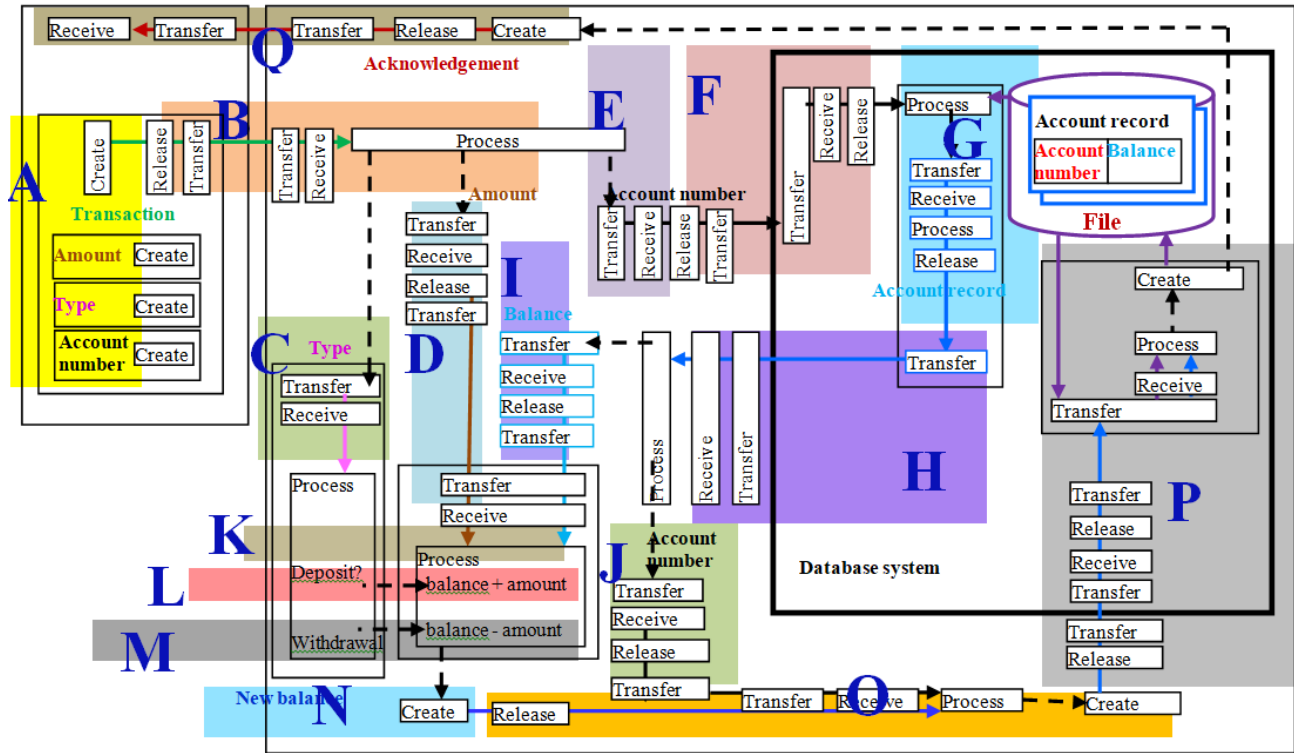 Receive
Transfer
Transfer
Release
Create
Q
Acknowledgement
A
Create
Release
Transfer
B
Transfer
Receive
Process
Transaction
Amount
Create
Type
Create
Account
number
Create
Amount
E
Account number
Transfer
Receive
Release
Transfer
F
Transfer
Receive
Release
Process
G
Transfer
Receive
Process
Release
Account record
Transfer
Account record
Account
number
Balance
File
C
Type
Transfer
Receive
Process
Deposit?
Withdrawal
D
Transfer
Receive
Release
Transfer
I
Balance
Transfer
Receive
Release
Transfer
Transfer
Receive
Process
balance + amount
balance - amount
K
L
M
Process
Receive
Transfer
H
J
Account
number
Transfer
Receive
Release
Transfer
Database system
Create
Process
Receive
Transfer
P
Transfer
Release
Receive
Transfer
Transfer
Release
New balance
N
Create
Release
Transfer
Receive
O
Process
Create